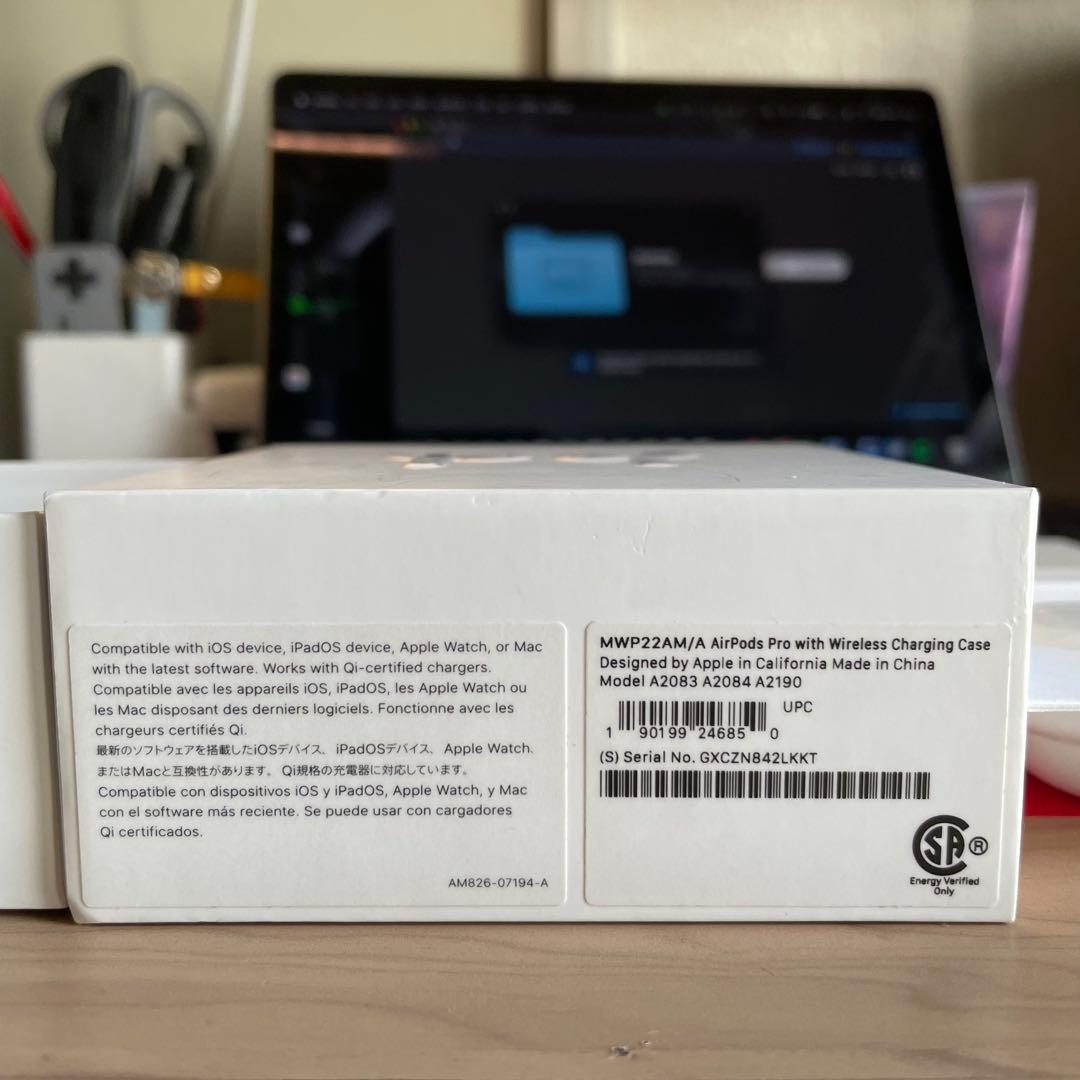 Compatible with iOS device, iPadOS device, Apple Watch, or Mac
with the latest software. Works with Qi-certified chargers.
Compatible avec les appareils iOS, iPadOS, les Apple Watch ou
les Mac disposant des derniers logiciels. Fonctionne avec les
chargeurs certifiés Qi.
最新のソフトウェアを搭載したiOSデバイス、iPadOSデバイス、Apple Watch、
またはMacと互換性があります。Qi規格の充電器に対応しています。
Compatible con dispositivos iOS y iPadOS, Apple Watch, y Mac
con el software más reciente. Se puede usar con cargadores
Qi certificados.
AM826-07194-A
MWP22AM/A AirPods Pro with Wireless Charging Case
Designed by Apple in California Made in China
Model A2083 A2084 A2190
UPC
1 90199 24685 0
(S) Serial No. GXCZN842LKKT
SA ®
Energy Verified
Only